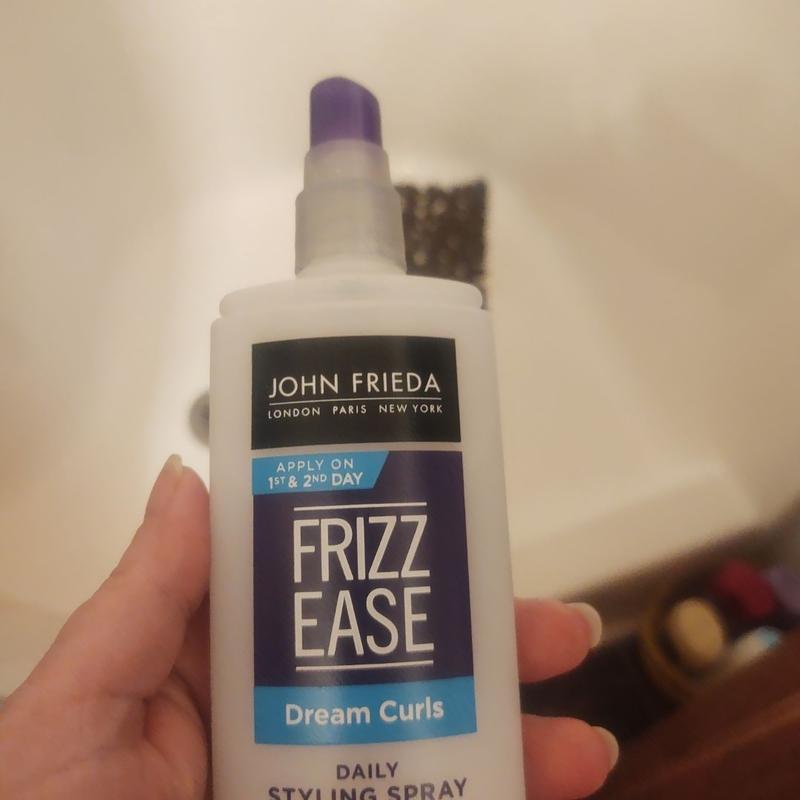 JOHN FRIEDA
LONDON PARIS NEW YORK
APPLY ON
1ST & 2ND DAY
FRIZZ
EASE
Dream Curls
DAILY
STYLING SPRAY